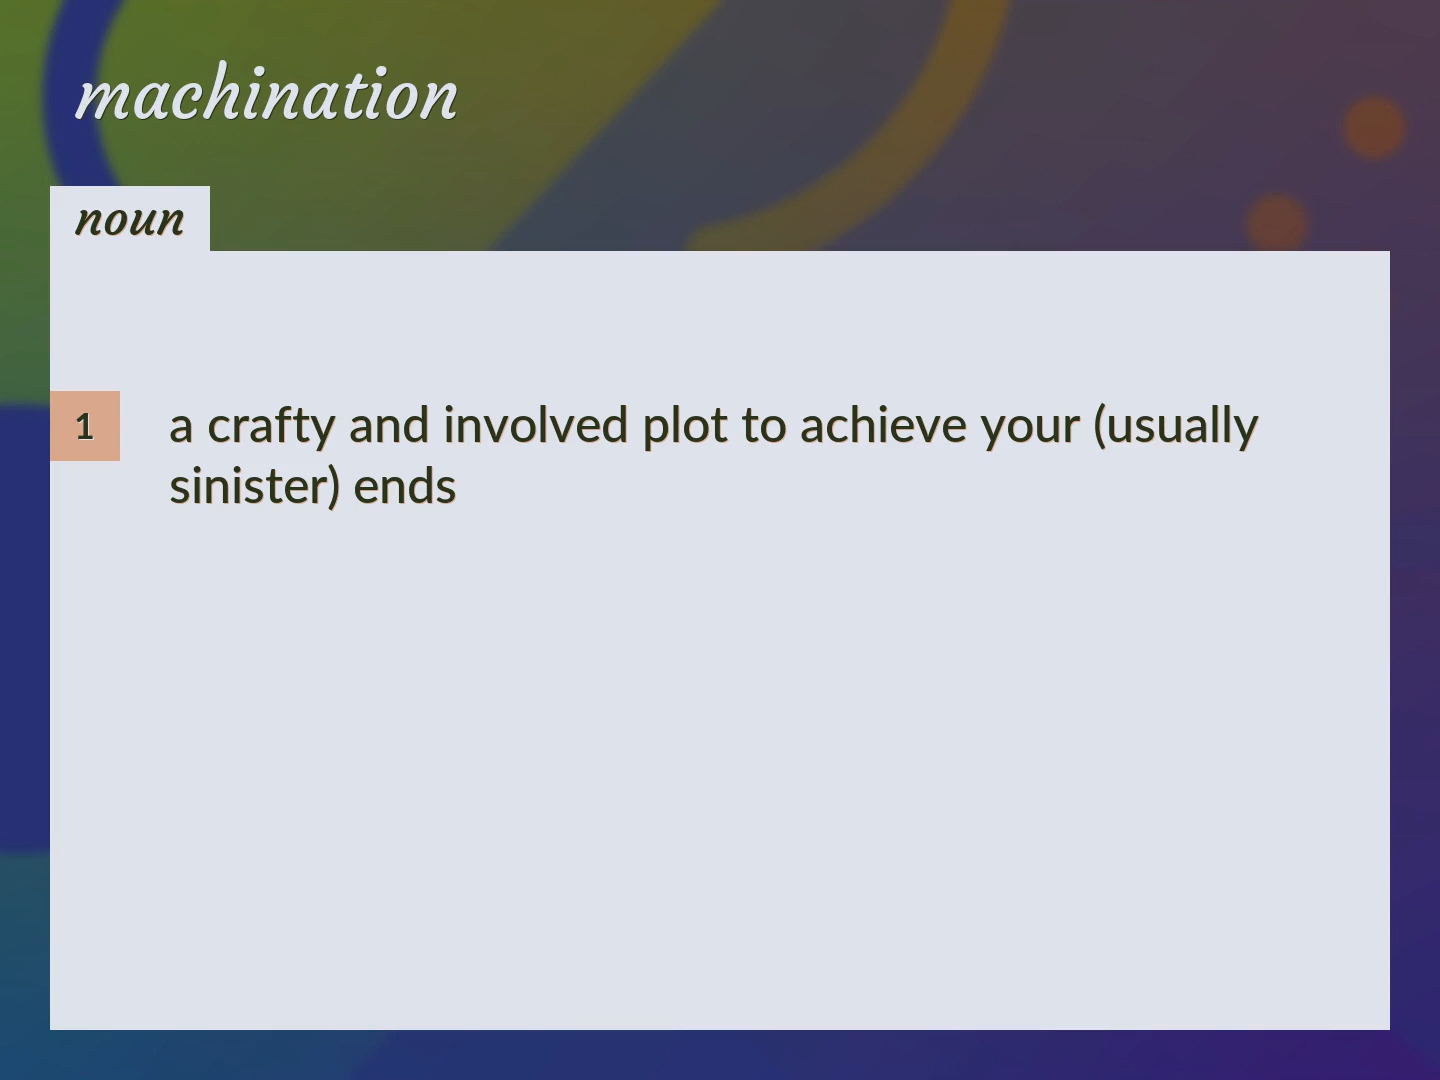 machination
noun
1
a crafty and involved plot to achieve your (usually
sinister) ends